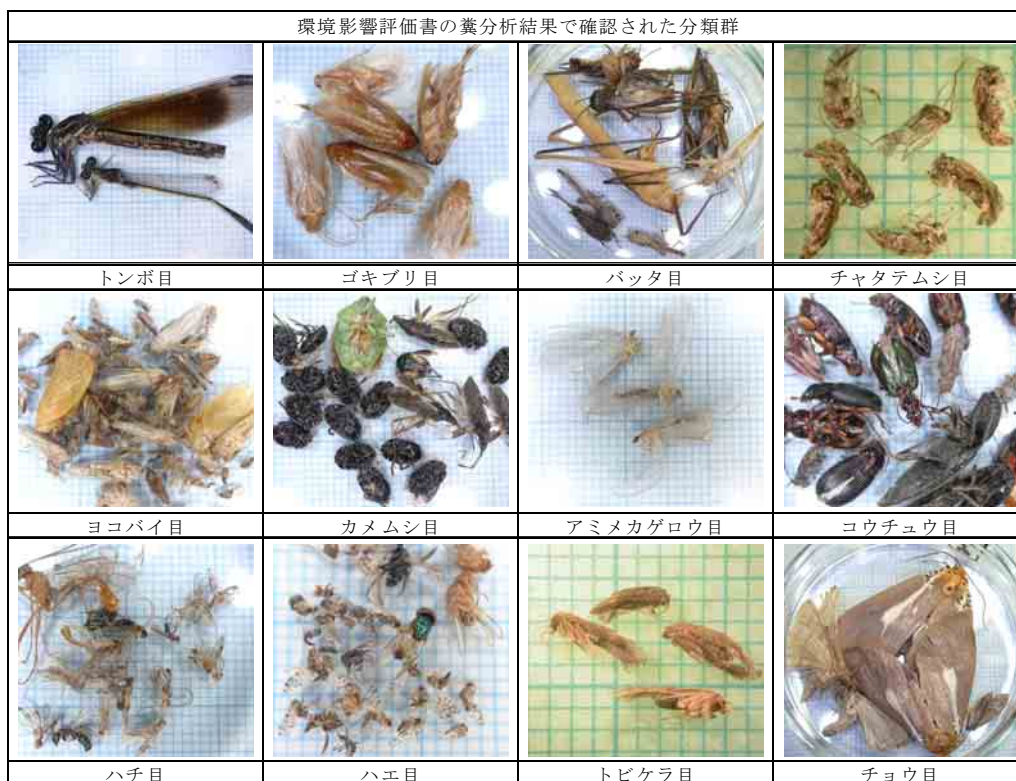 環境影響評価書の糞分析結果で確認された分類群
トンボ目
ゴキブリ目
バッタ目
チャタテムシ目
ヨコバイ目
カメムシ目
アミメカゲロウ目
コウチュウ目
ハチ目
ハエ目
トビケラ目
チョウ目